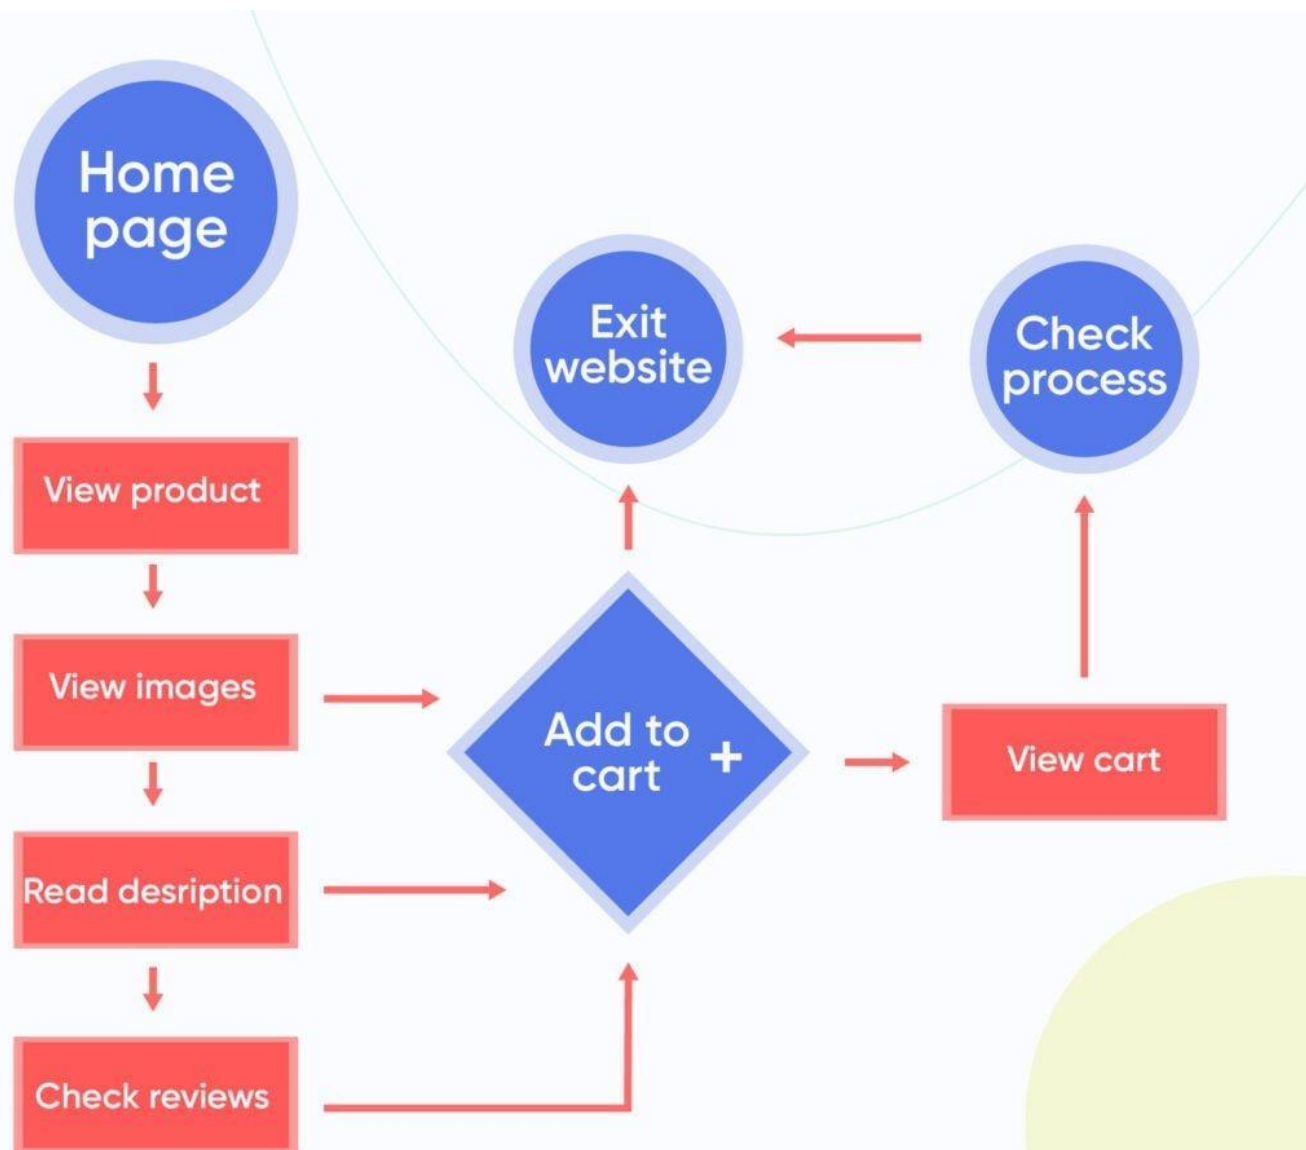 Home
page
View product
View images
Read desription
Check reviews
Add to
cart +
Exit
website
View cart
Check
process